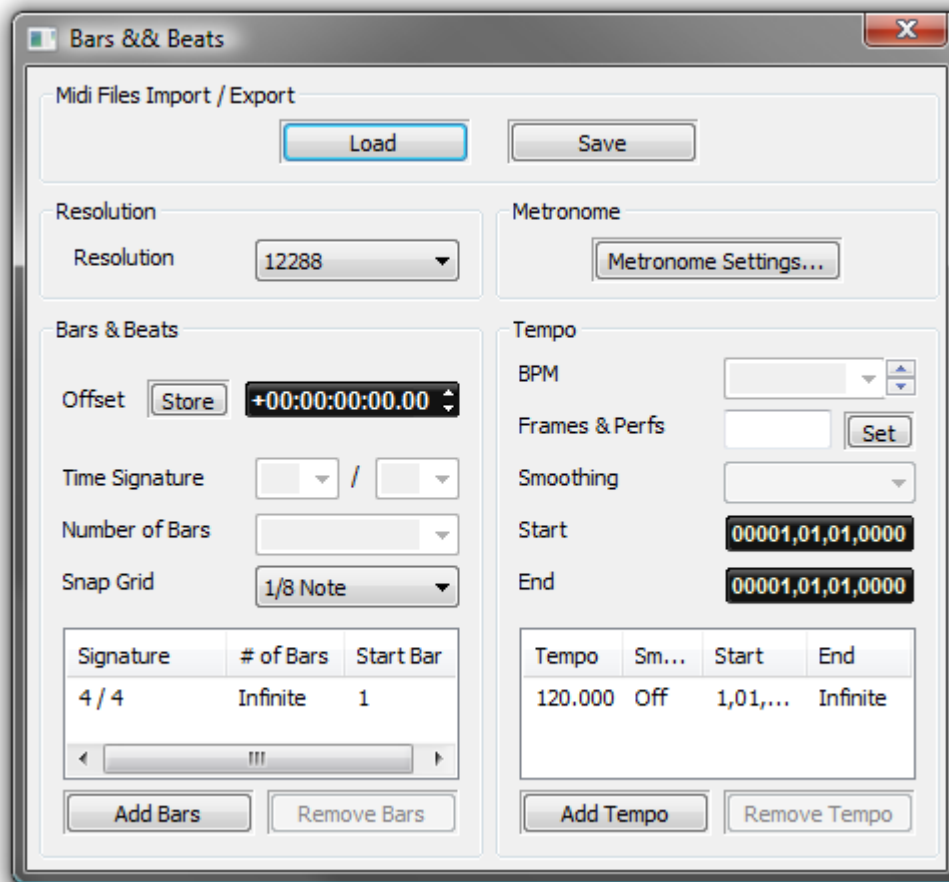 Bars && Beats
Midi Files Import / Export
Load Save
Resolution
Resolution 12288
Metronome
Metronome Settings...
Bars & Beats
Offset Store +00:00:00:00.00
Time Signature /
Number of Bars
Snap Grid 1/8 Note
Signature # of Bars Start Bar
4 / 4 Infinite 1
Add Bars Remove Bars
Tempo
BPM
Frames & Perfs Set
Smoothing
Start 00001,01,01,0000
End 00001,01,01,0000
Tempo Sm... Start End
120.000 Off 1,01,... Infinite
Add Tempo Remove Tempo